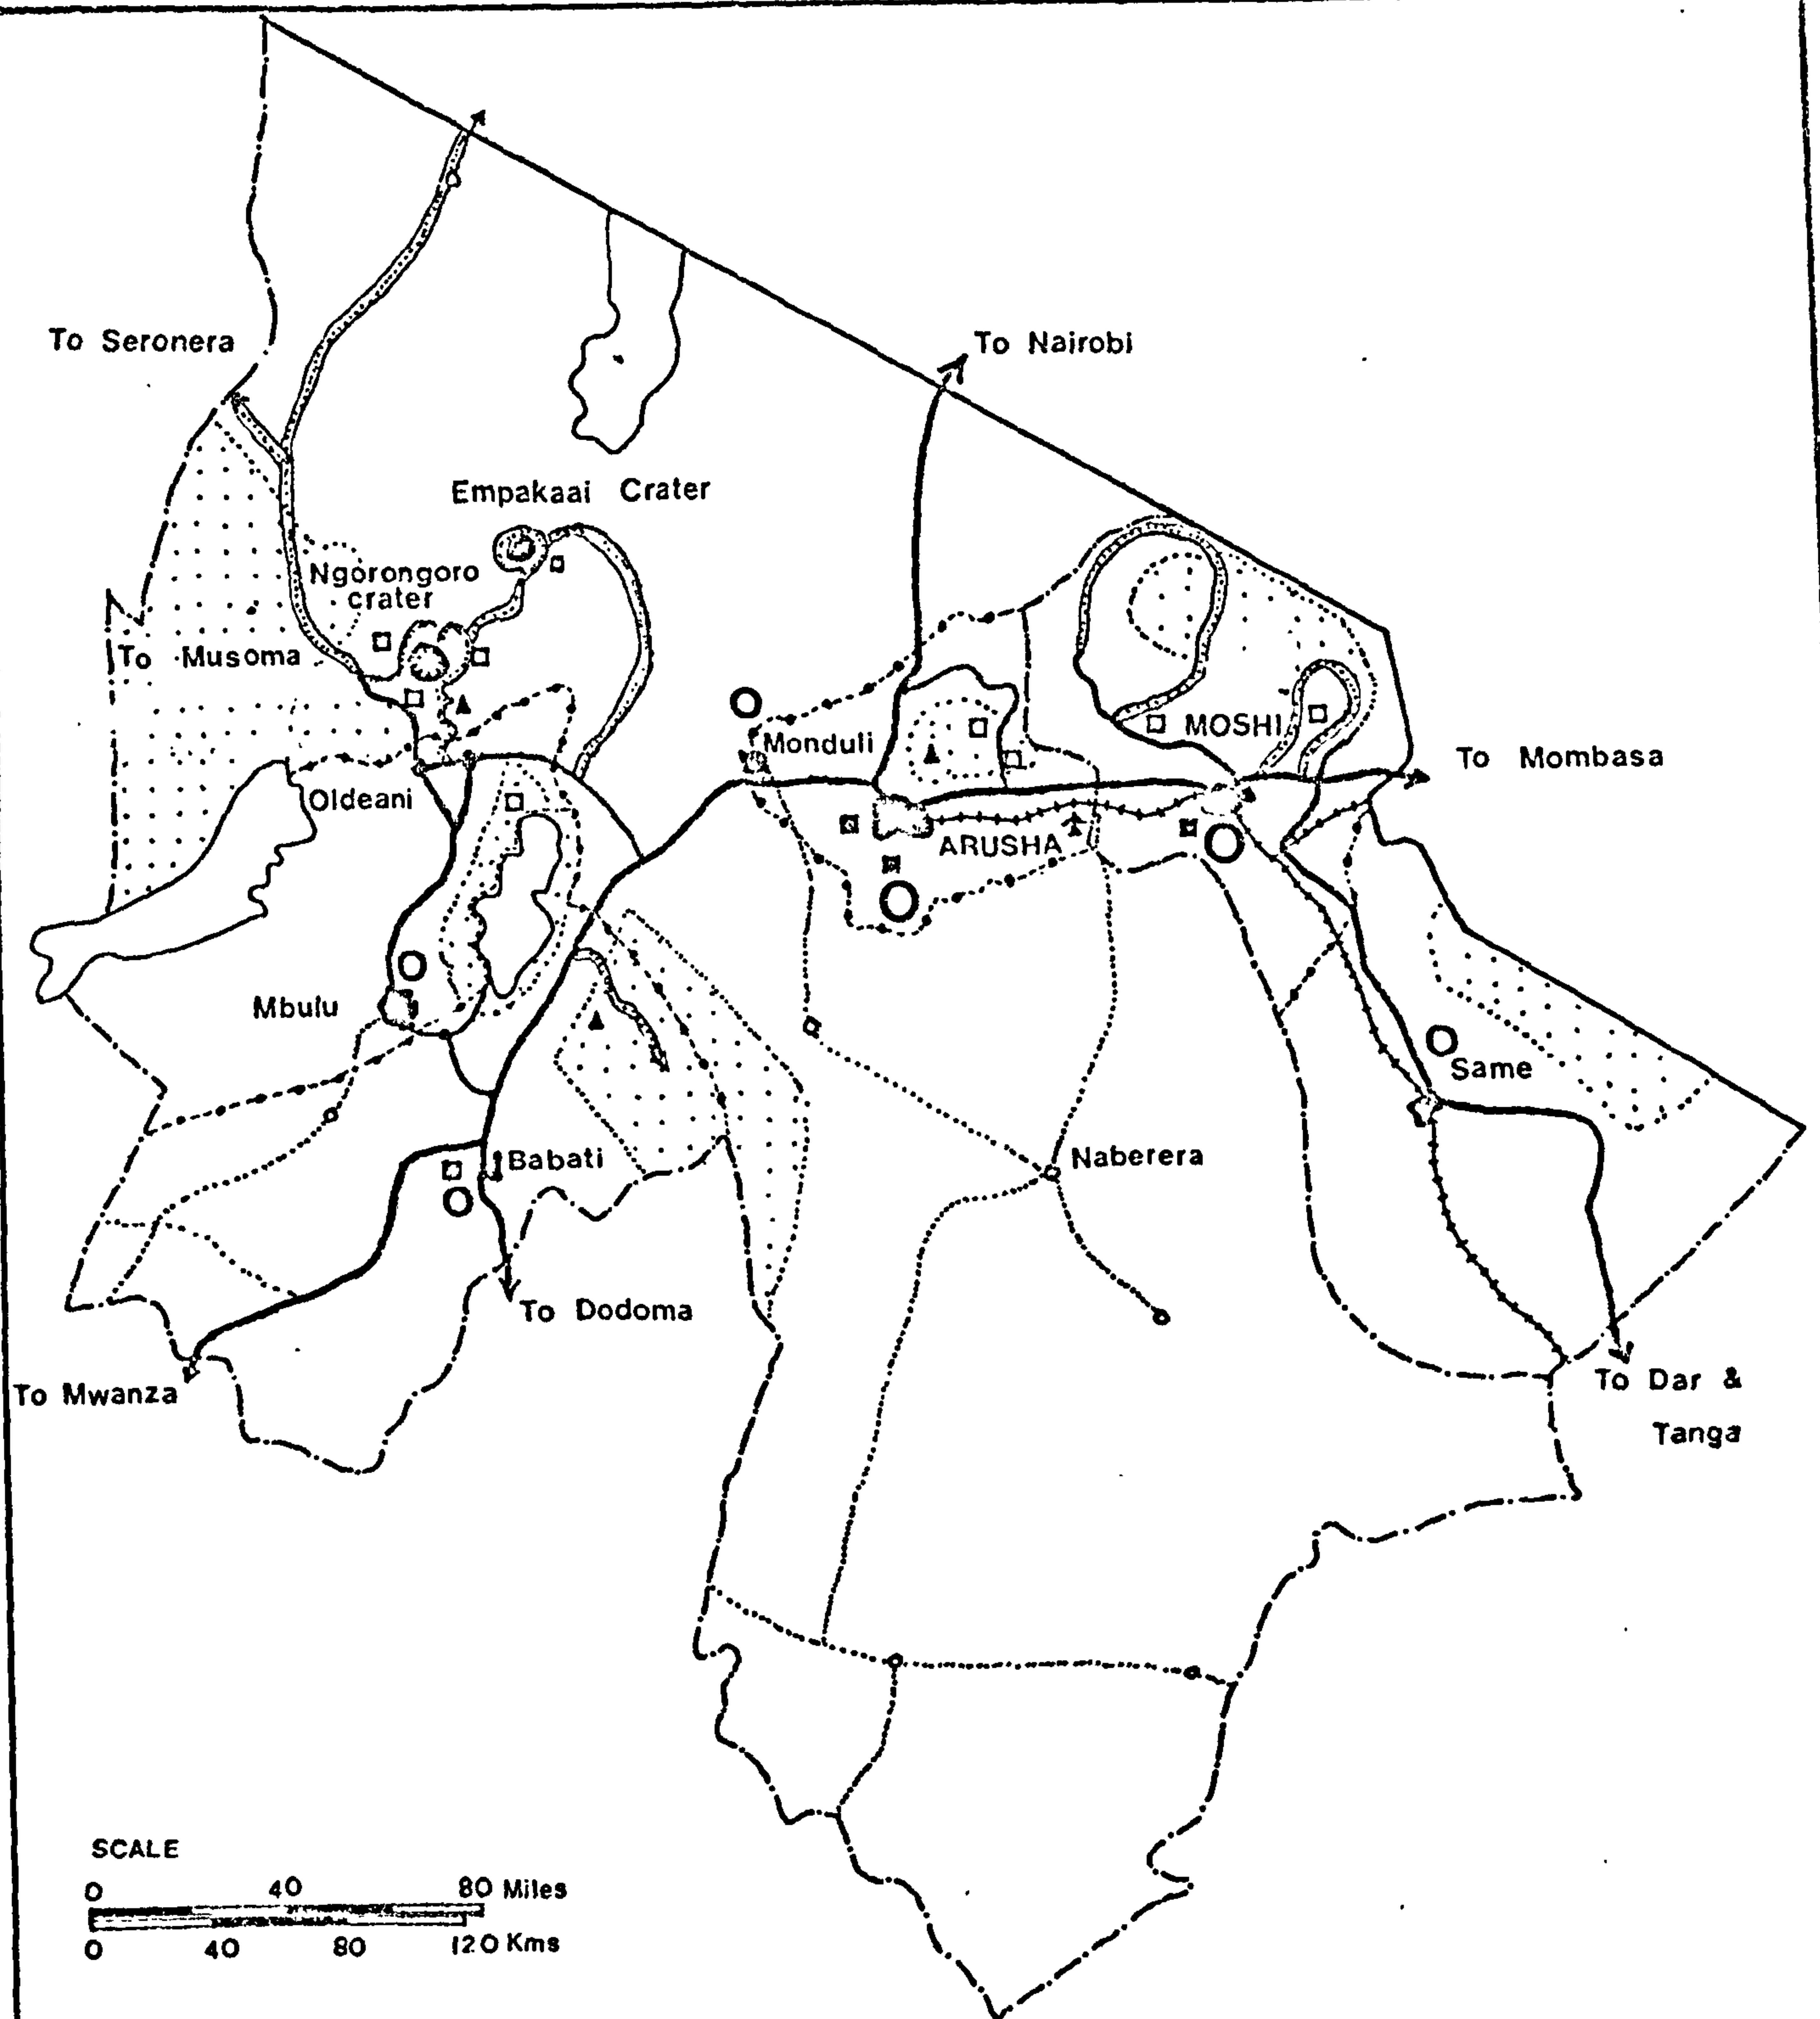 To Seronera
To Nairobi
Empakaai Crater
Ngorongoro
crater
To Musoma
Monduli
MOSHI
To Mombasa
Oldeani
ARUSHA
Mbulu
Same
Babati
Naberera
To Dodoma
To Mwanza
To Dar &
Tanga
SCALE
0 40 80 Miles
0 40 80 120 Kms